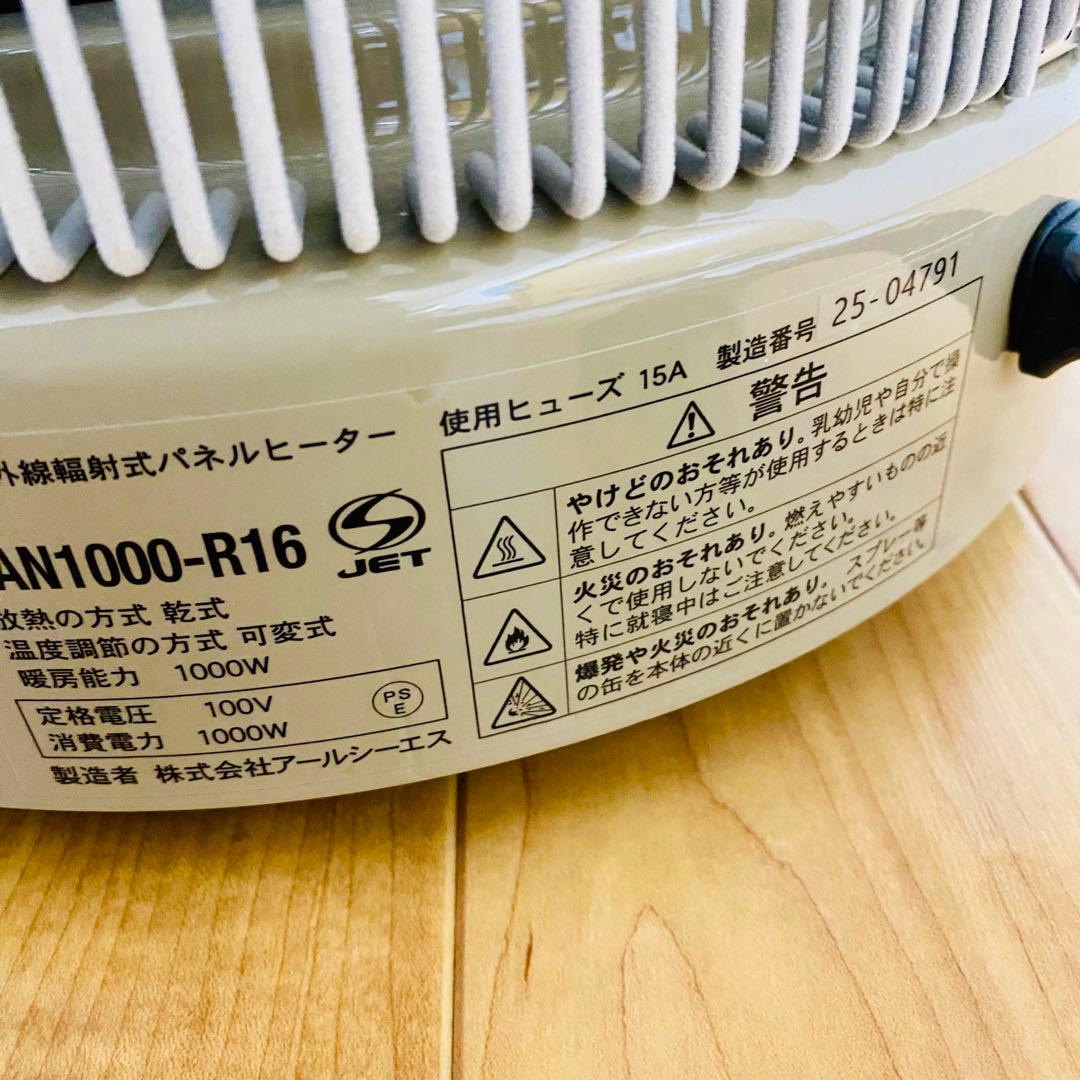 外線輻射式パネルヒーター
AN1000-R16
S JET
放熱の方式 乾式
温度調節の方式 可変式
暖房能力 1000W
定格電圧 100V
消費電力 1000W
PS
E
製造者 株式会社アールシーエス
使用ヒューズ 15A 製造番号 25-04791
警告
やけどのおそれあり。乳幼児や自分で操
作できない方等が使用するときは特に注
意してください。
火災のおそれあり。燃えやすいものの近
くで使用しないでください。
特に就寝中はご注意してください。
爆発や火災のおそれあり。 スプレー等
の缶を本体の近くに置かないでください。